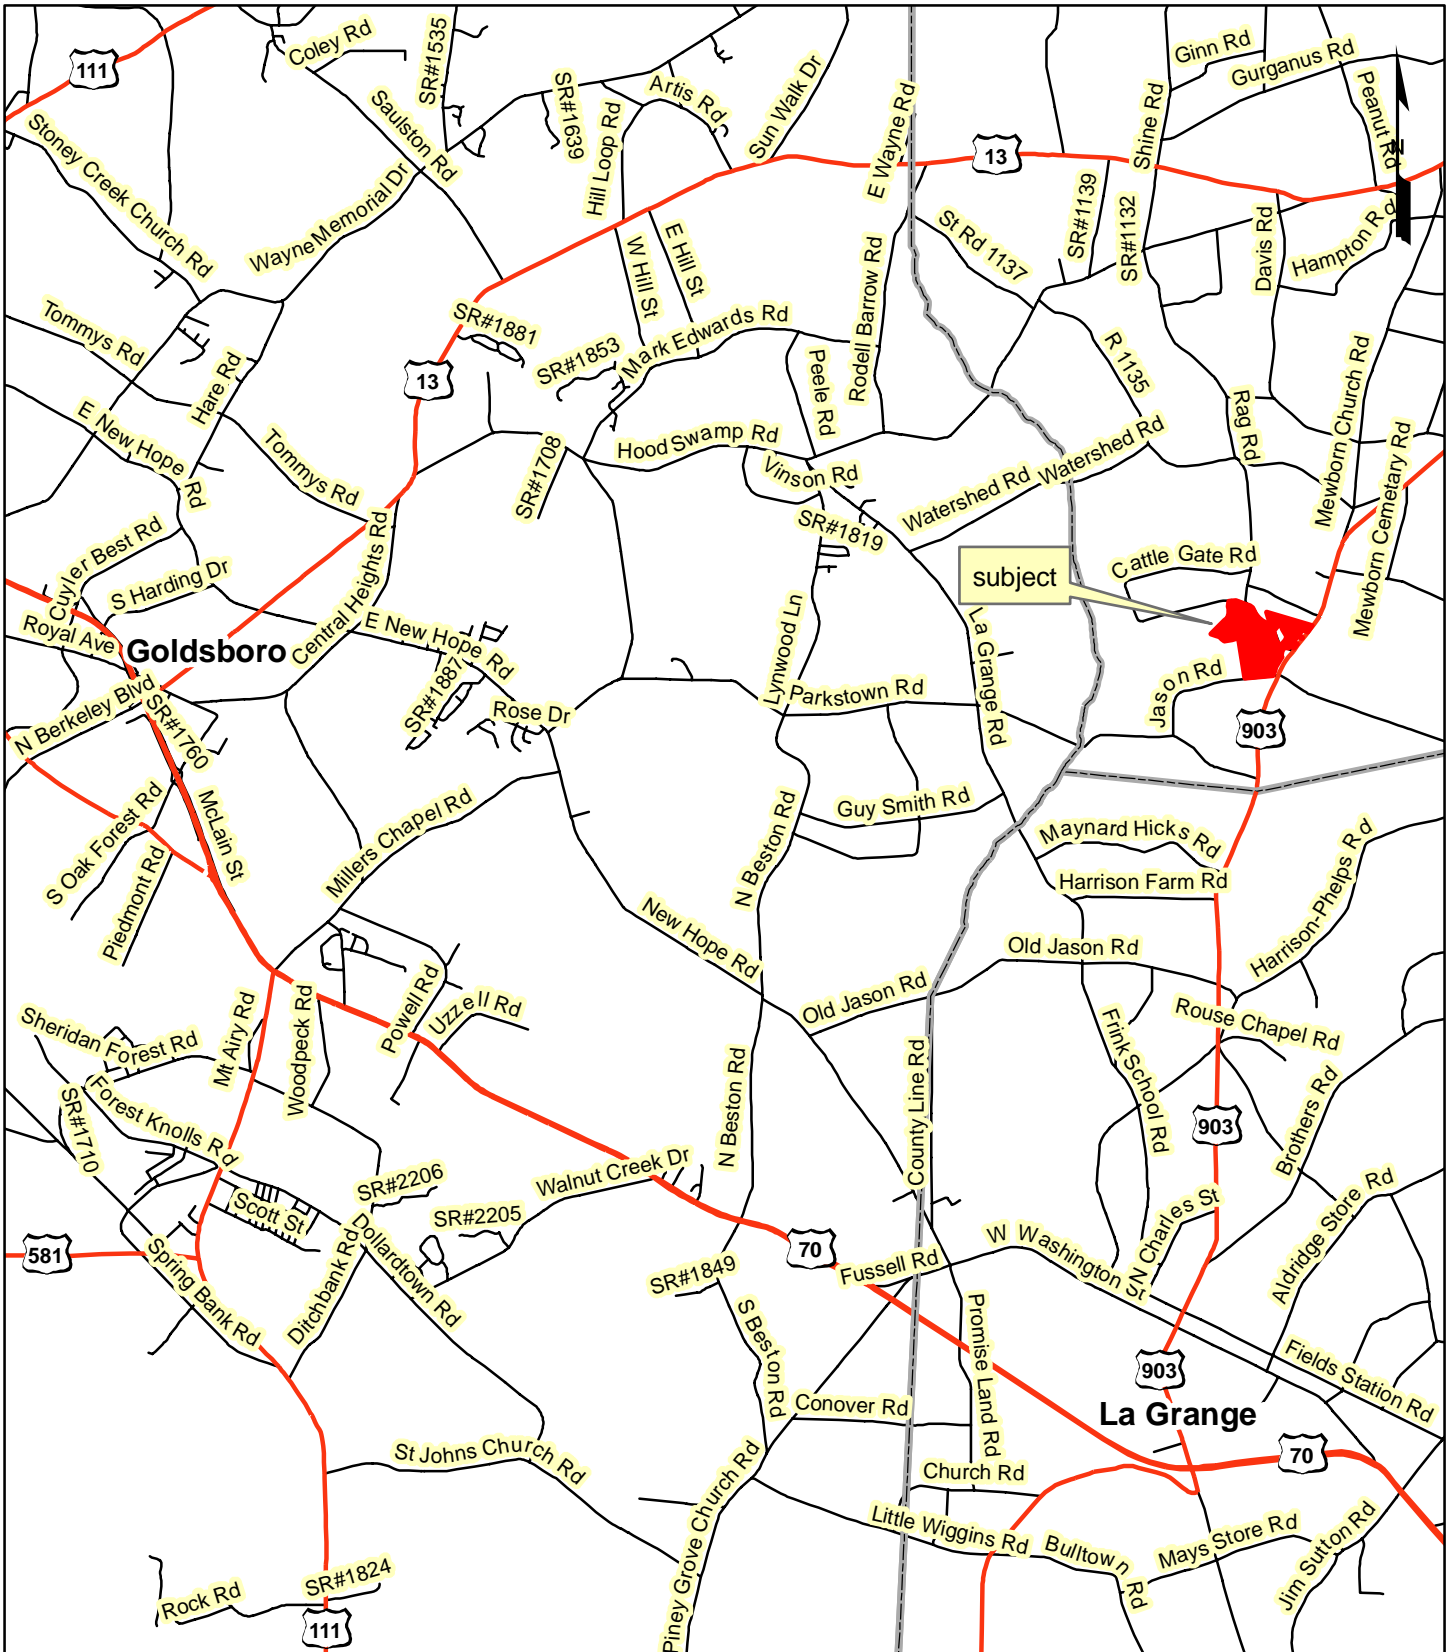 Coley Rd
SR#1535
Ginn Rd
Gurganus Rd
111
Saulston Rd
SR#1639
Artis Rd
Sun Walk Dr
E Wayne Rd
Shine Rd
Peanut Rd
N
Stoney Creek Church Rd
Hill Loop Rd
13
Wayne Memorial Dr
SR#1139
SR#1132
St Rd 1137
Davis Rd
Hampton Rd
W Hill St
E Hill St
Rodell Barrow Rd
Tommys Rd
SR#1881
SR#1853
Mark Edwards Rd
Hare Rd
13
Peele Rd
R 1135
Mewborn Church Rd
E New Hope Rd
Rag Rd
Tommys Rd
SR#1708
Hood Swamp Rd
Vinson Rd
Watershed Rd
Watershed Rd
Mewborn Cemetary Rd
SR#1819
Cuyler Best Rd
Central Heights Rd
Cattle Gate Rd
S Harding Dr
subject
Royal Ave
Goldsboro
E New Hope Rd
Lynwood Ln
La Grange Rd
SR#1887
Parkstown Rd
Jason Rd
N Berkeley Blvd
SR#1760
Rose Dr
903
S Oak Forest Rd
McLain St
Millers Chapel Rd
N Beston Rd
Guy Smith Rd
Maynard Hicks Rd
Harrison-Phelps Rd
Piedmont Rd
Harrison Farm Rd
New Hope Rd
Old Jason Rd
Old Jason Rd
Mt Airy Rd
Woodpeck Rd
Powell Rd
Uzzell Rd
Sheridan Forest Rd
Frink School Rd
Rouse Chapel Rd
SR#1710
Forest Knolls Rd
N Beston Rd
County Line Rd
903
Brothers Rd
Walnut Creek Dr
SR#2206
Scott St
SR#2205
Dollardtown Rd
Ditchbank Rd
N Charles St
Aldridge Store Rd
581
Spring Bank Rd
70
Fussell Rd
W Washington St
SR#1849
S Beston Rd
Promise Land Rd
903
Fields Station Rd
Conover Rd
La Grange
St Johns Church Rd
Piney Grove Church Rd
Church Rd
70
Little Wiggins Rd
Bulltown Rd
Mays Store Rd
Jim Sutton Rd
Rock Rd
SR#1824
111